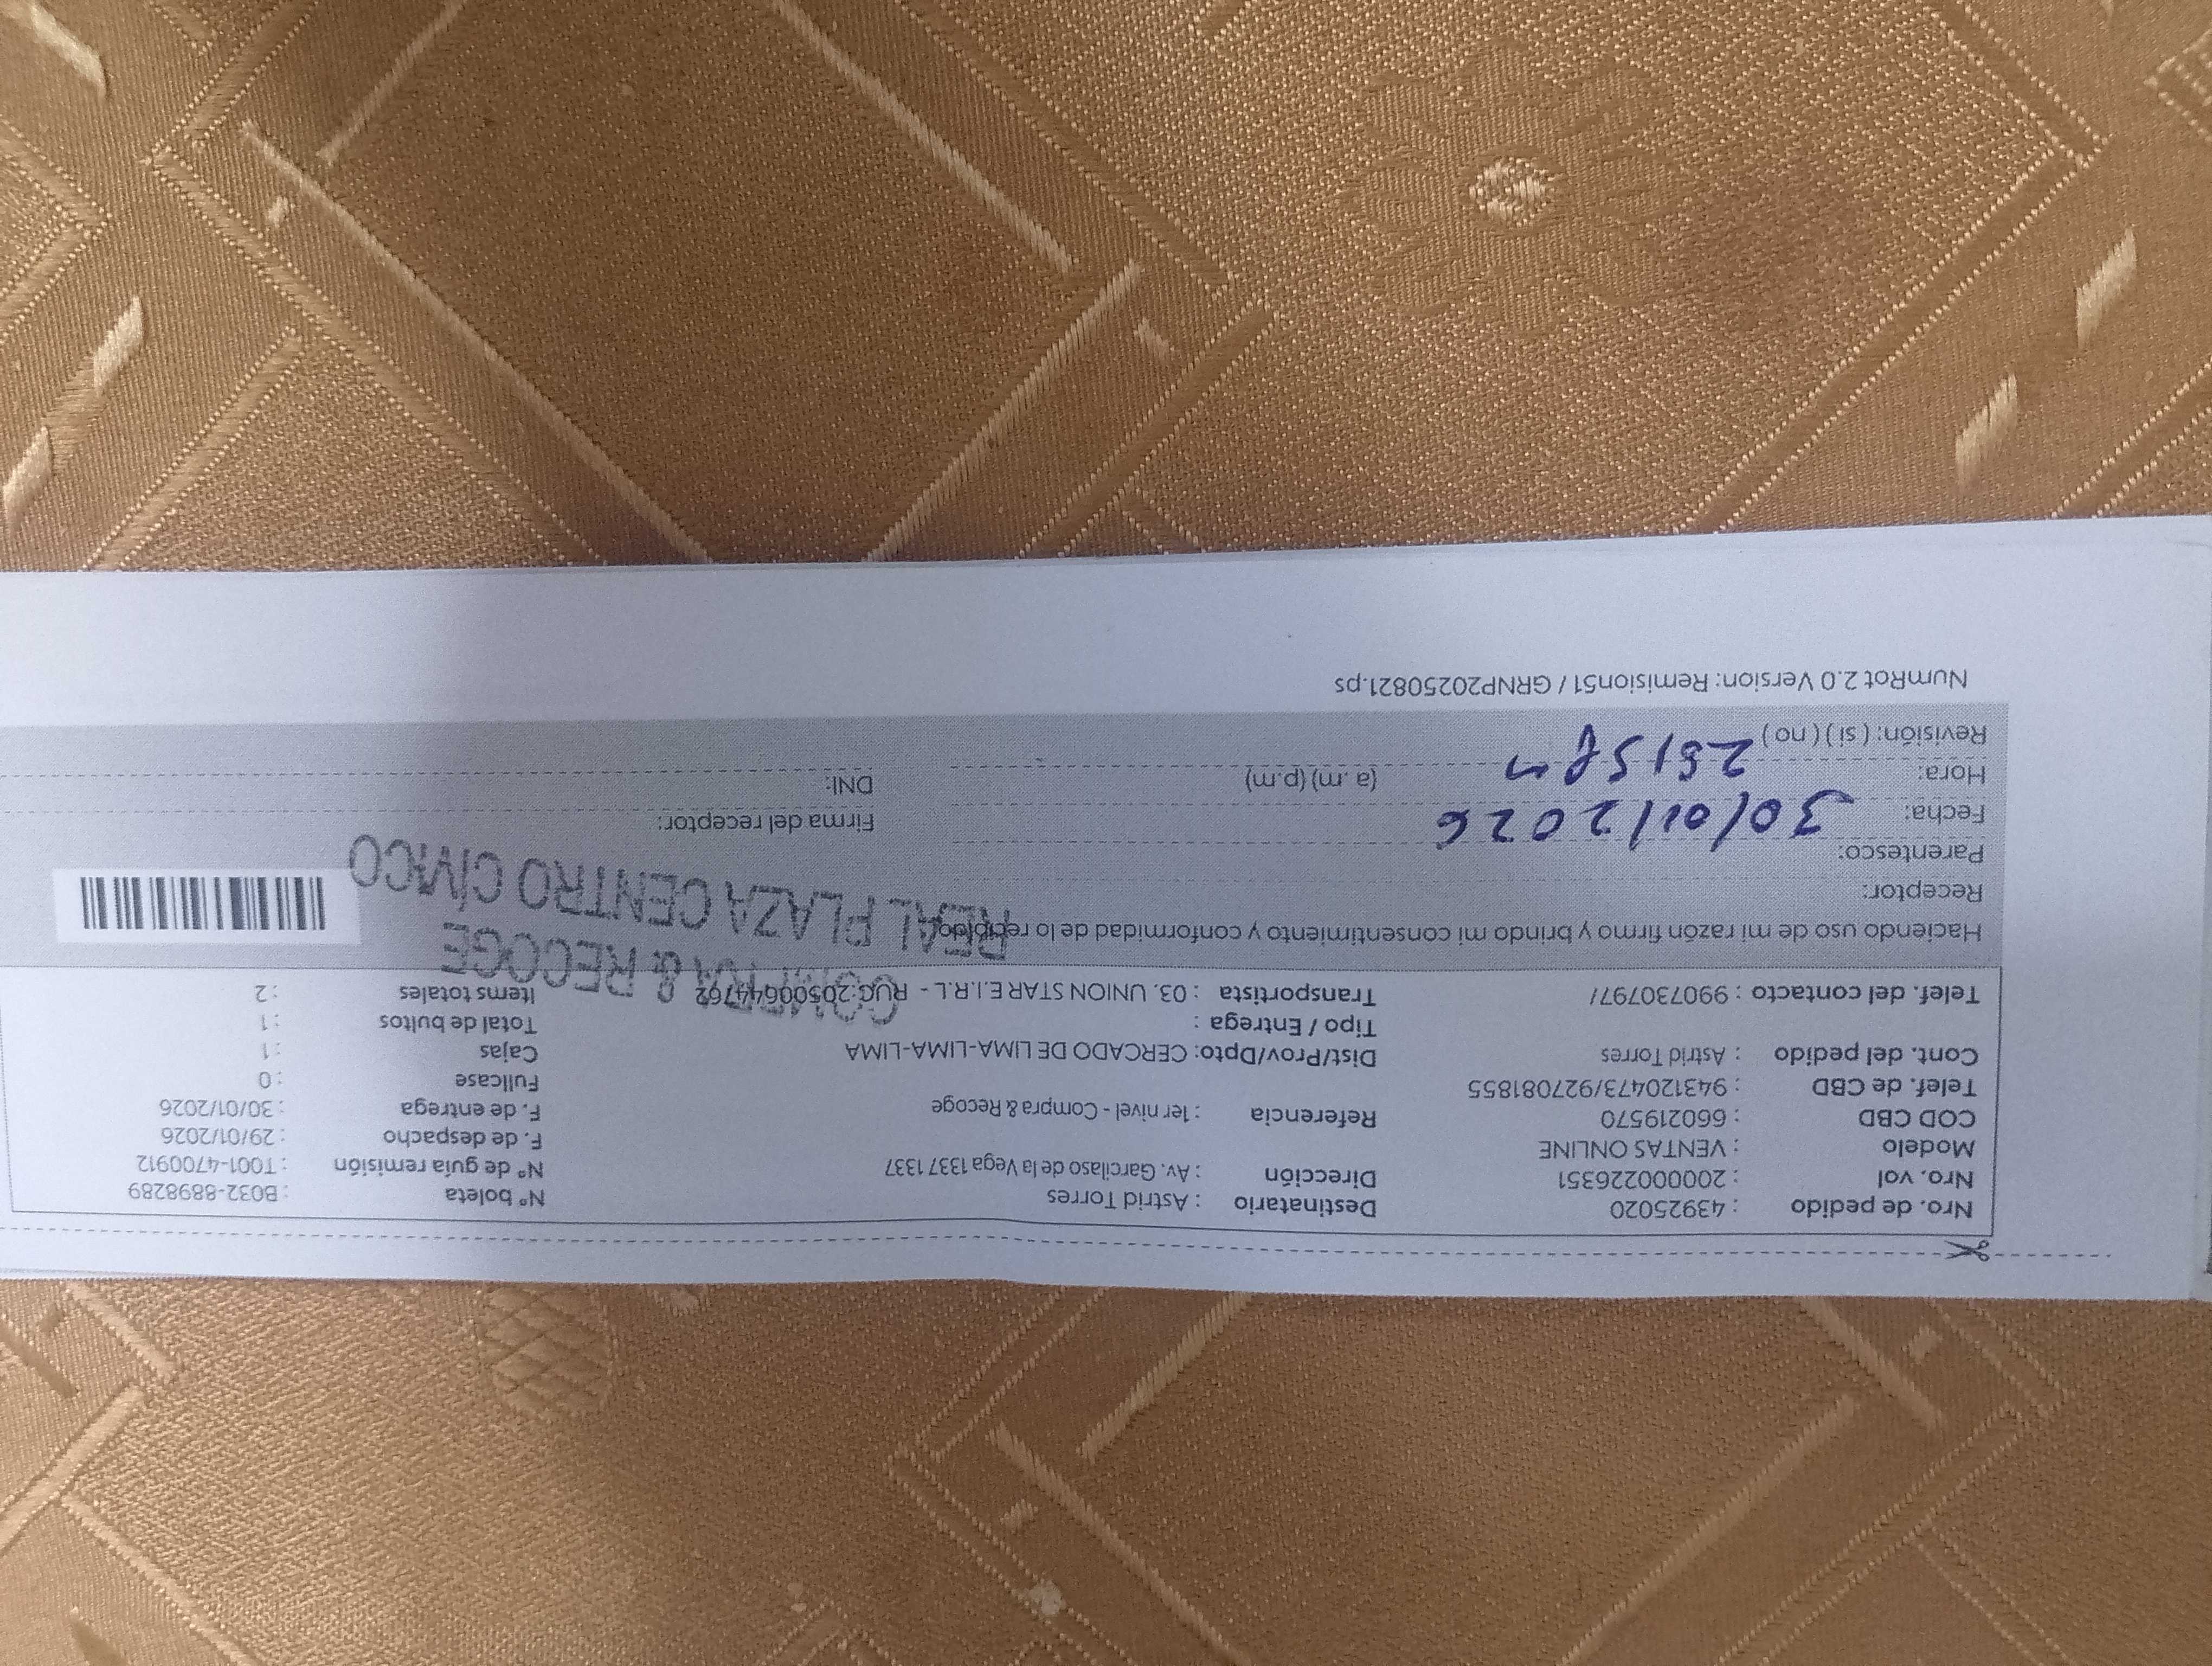 Nro. de pedido : 43925020
Nro. vol : 2000000226351
Modelo : VENTAS ONLINE
COD CBD : 660219570
Telef. de CBD : 943120473/927081855
Cont. del pedido : Astrid Torres
Telef. del contacto : 990730797/
Destinatario : Astrid Torres
Dirección : Av. Garcilaso de la Vega 1337 1337
Referencia : 1er nivel - Compra & Recoge
Dist/Prov/Dpto: CERCADO DE LIMA-LIMA-LIMA
Tipo / Entrega :
Transportista : 03. UNION STAR E.I.R.L - RUC:20500644762
N° boleta : B032-8898289
N° de guía remisión : T001-4700912
F. de despacho : 29/01/2026
F. de entrega : 30/01/2026
Fullcase : 0
Cajas : 1
Total de bultos : 1
Items totales : 2
COMPRA & RECOGE
REAL PLAZA CENTRO CÍVICO
Haciendo uso de mi razón firmo y brindo mi consentimiento y conformidad de lo recibido.
Receptor:
Parentesco:
Fecha: 30/01/2026
Hora: (a.m) (p.m)
Revisión: ( si ) ( no )
Firma del receptor:
DNI:
NumRot 2.0 Version: Remision51 / GRNP20250821.ps